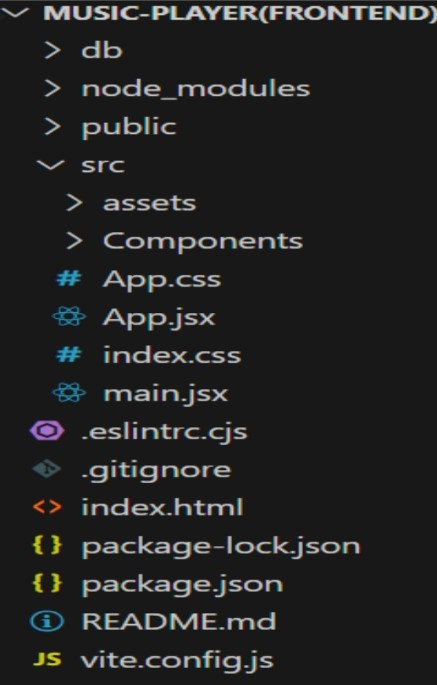 MUSIC-PLAYER(FRONTEND)
db
node_modules
public
src
assets
Components
# App.css
App.jsx
# index.css
main.jsx
.eslintrc.cjs
.gitignore
<> index.html
{} package-lock.json
{} package.json
README.md
JS vite.config.js